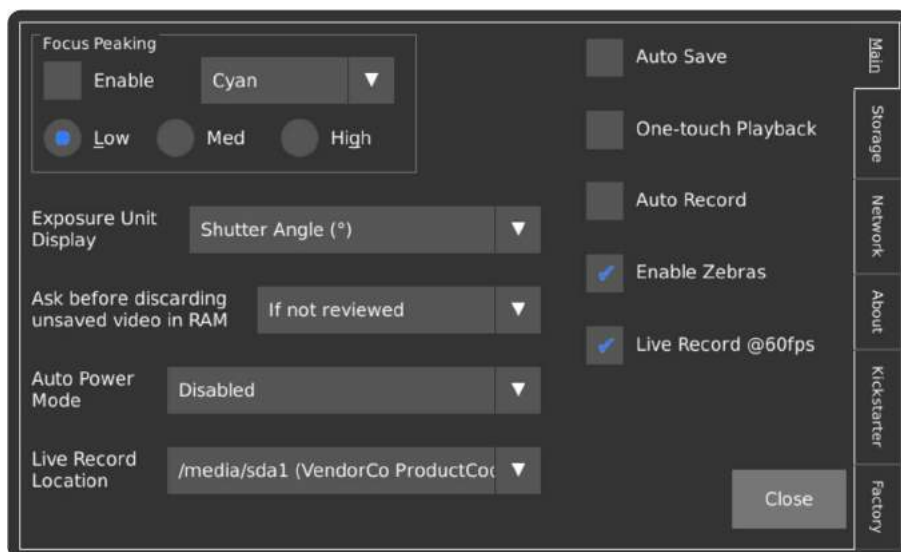 Focus Peaking
Enable
Cyan
Low
Med
High
Exposure Unit
Display
Shutter Angle (°)
Ask before discarding
unsaved video in RAM
If not reviewed
Auto Power
Mode
Disabled
Live Record
Location
/media/sda1 (VendorCo ProductCo
Auto Save
One-touch Playback
Auto Record
Enable Zebras
Live Record @60fps
Close
Main
Storage
Network
About
Kickstarter
Factory